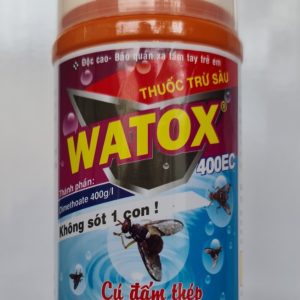 Độc cao- Bảo quản xa tầm tay trẻ em
THUỐC TRỪ SÂU
WATOX®
400EC
Thành phần:
Dimethoate 400g/l
Không sót 1 con !
Cú đấm thép